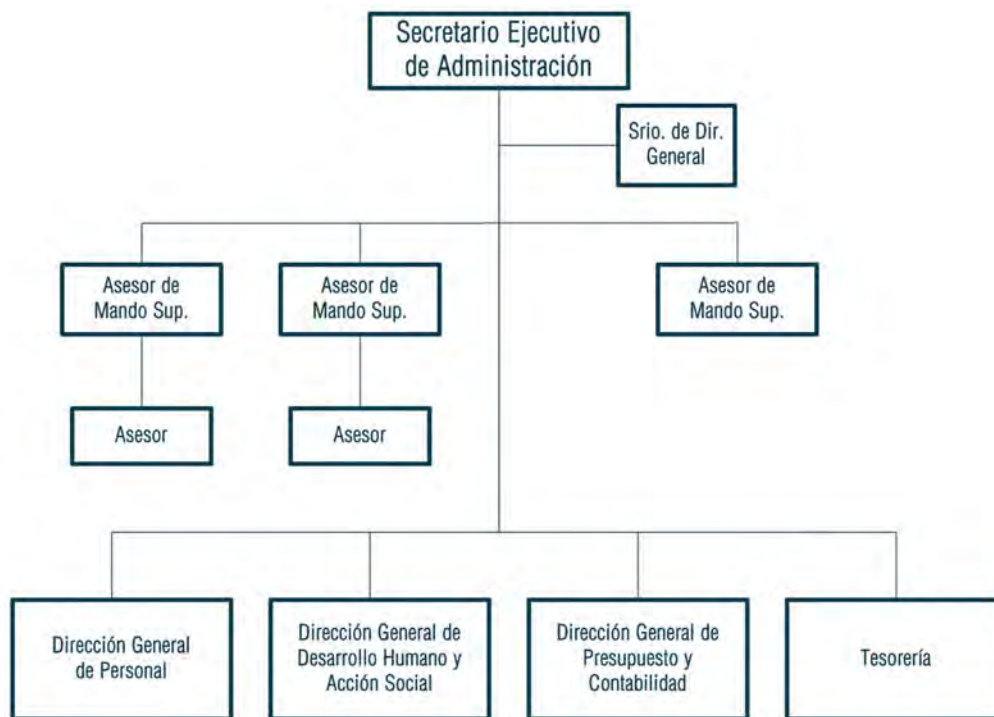 Secretario Ejecutivo
de Administración
Srio. de Dir.
General
Asesor de
Mando Sup.
Asesor de
Mando Sup.
Asesor de
Mando Sup.
Asesor
Asesor
Dirección General
de Personal
Dirección General de
Desarrollo Humano y
Acción Social
Dirección General de
Presupuesto y
Contabilidad
Tesorería